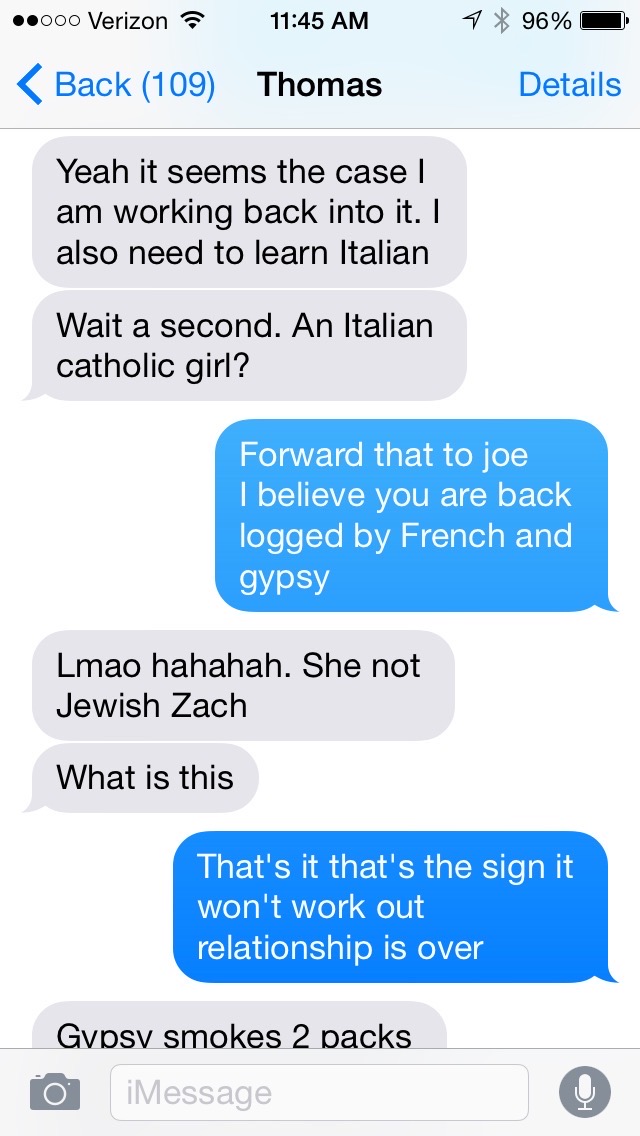 Verizon 11:45 AM 96%
Back (109) Thomas Details
Yeah it seems the case I
am working back into it. I
also need to learn Italian
Wait a second. An Italian
catholic girl?
Forward that to joe
I believe you are back
logged by French and
gypsy
Lmao hahahah. She not
Jewish Zach
What is this
That's it that's the sign it
won't work out
relationship is over
Gypsy smokes 2 packs
iMessage